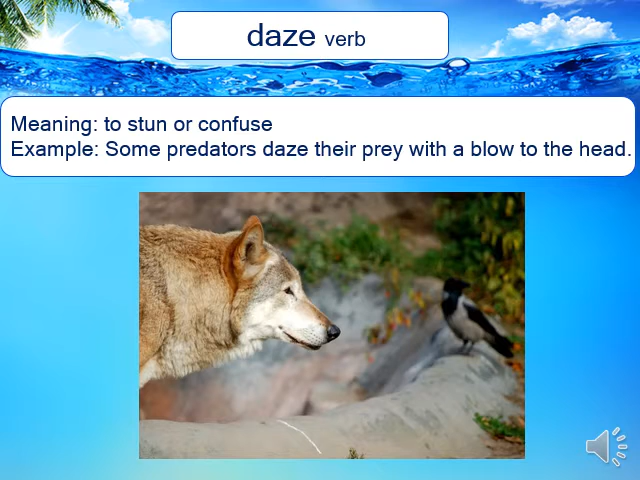 daze verb
Meaning: to stun or confuse
Example: Some predators daze their prey with a blow to the head.